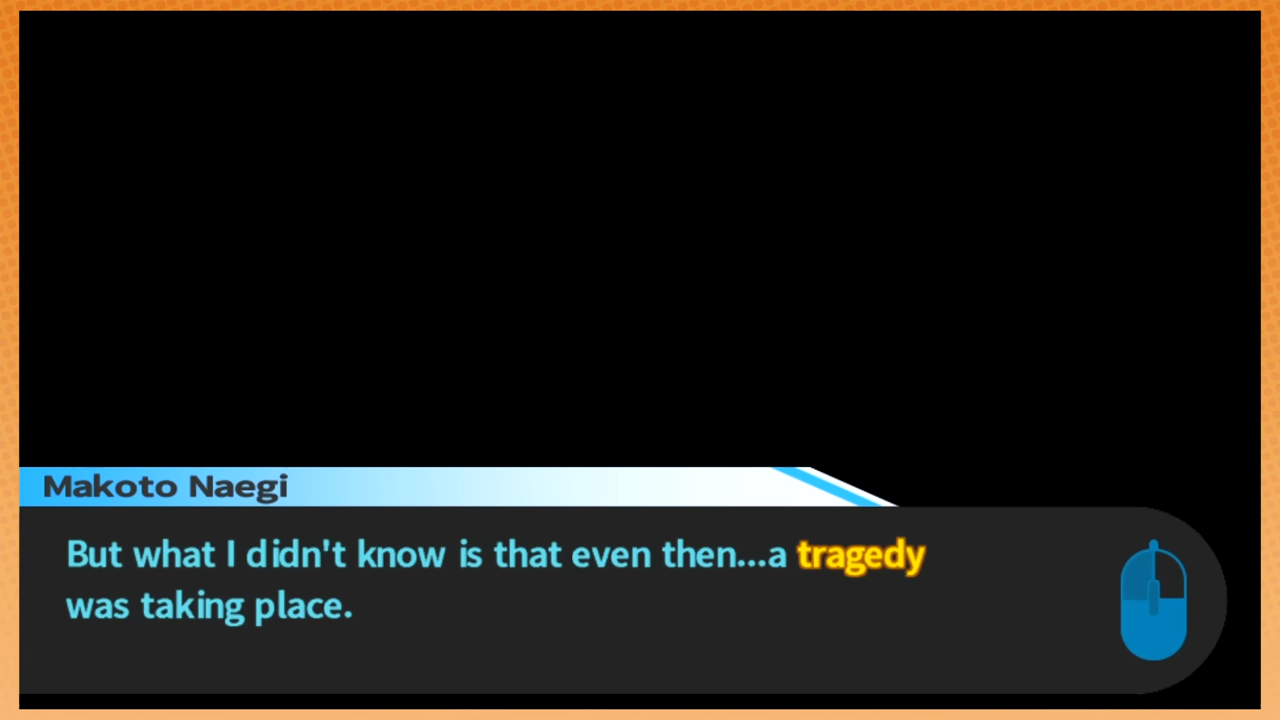 Makoto Naegi
But what I didn't know is that even then...a tragedy
was taking place.